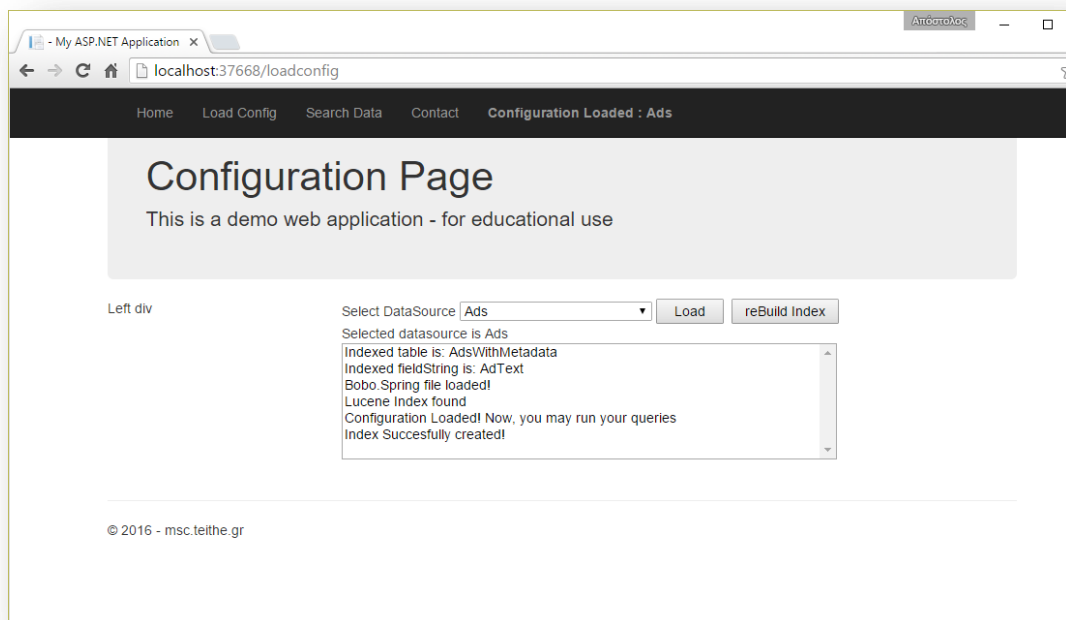 Απόστολος
- My ASP.NET Application
localhost:37668/loadconfig
Home Load Config Search Data Contact Configuration Loaded : Ads
Configuration Page
This is a demo web application - for educational use
Left div
Select DataSource Ads Load reBuild Index
Selected datasource is Ads
Indexed table is: AdsWithMetadata
Indexed fieldString is: AdText
Bobo.Spring file loaded!
Lucene Index found
Configuration Loaded! Now, you may run your queries
Index Succesfully created!
© 2016 - msc.teithe.gr